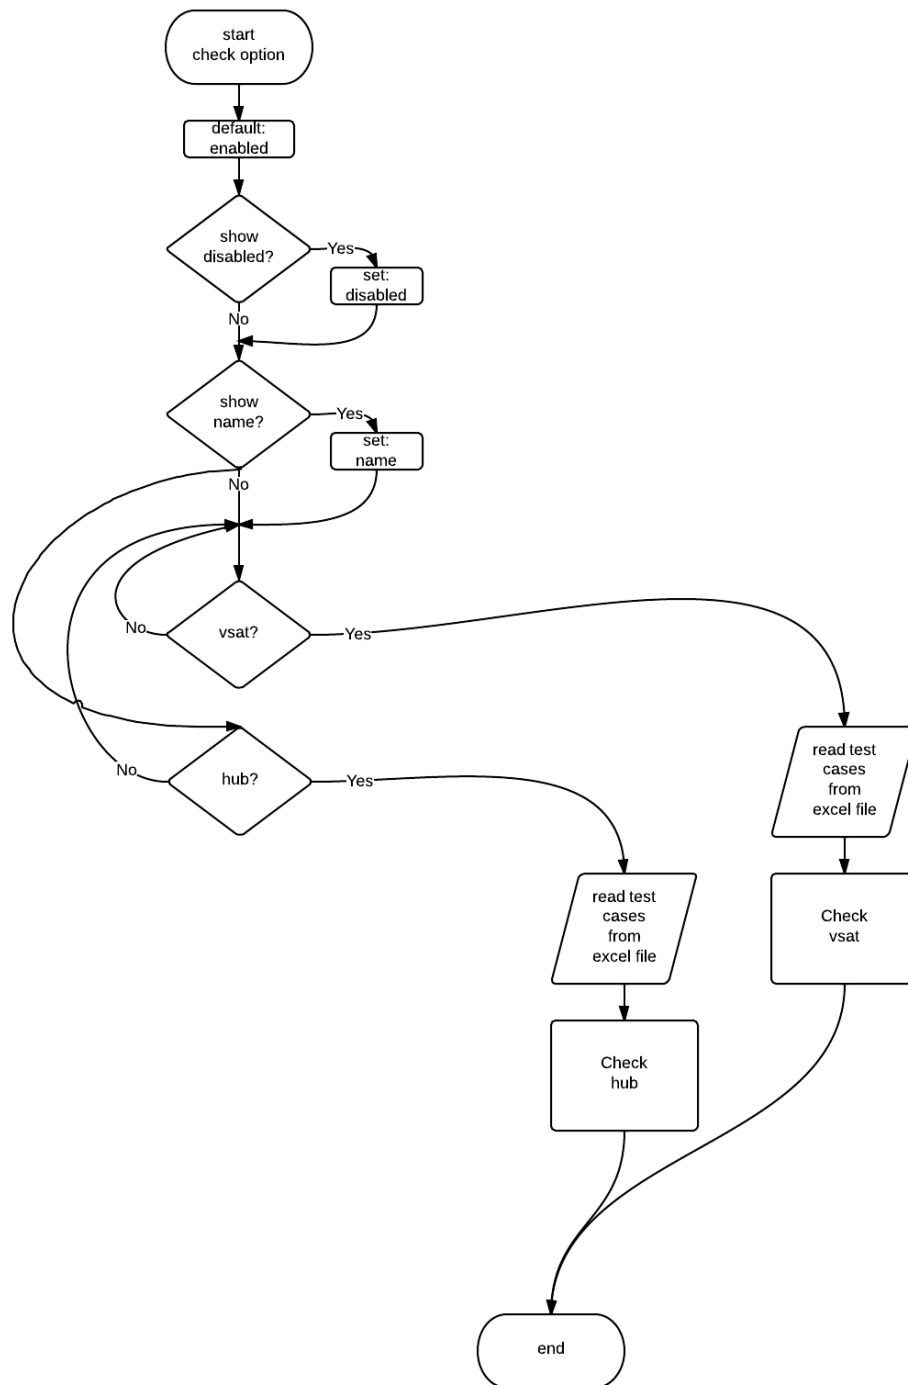 start
check option
default:
enabled
show
disabled?
Yes
set:
disabled
No
show
name?
Yes
set:
name
No
vsat?
No
Yes
hub?
No
Yes
read test
cases
from
excel file
Check
vsat
read test
cases
from
excel file
Check
hub
end